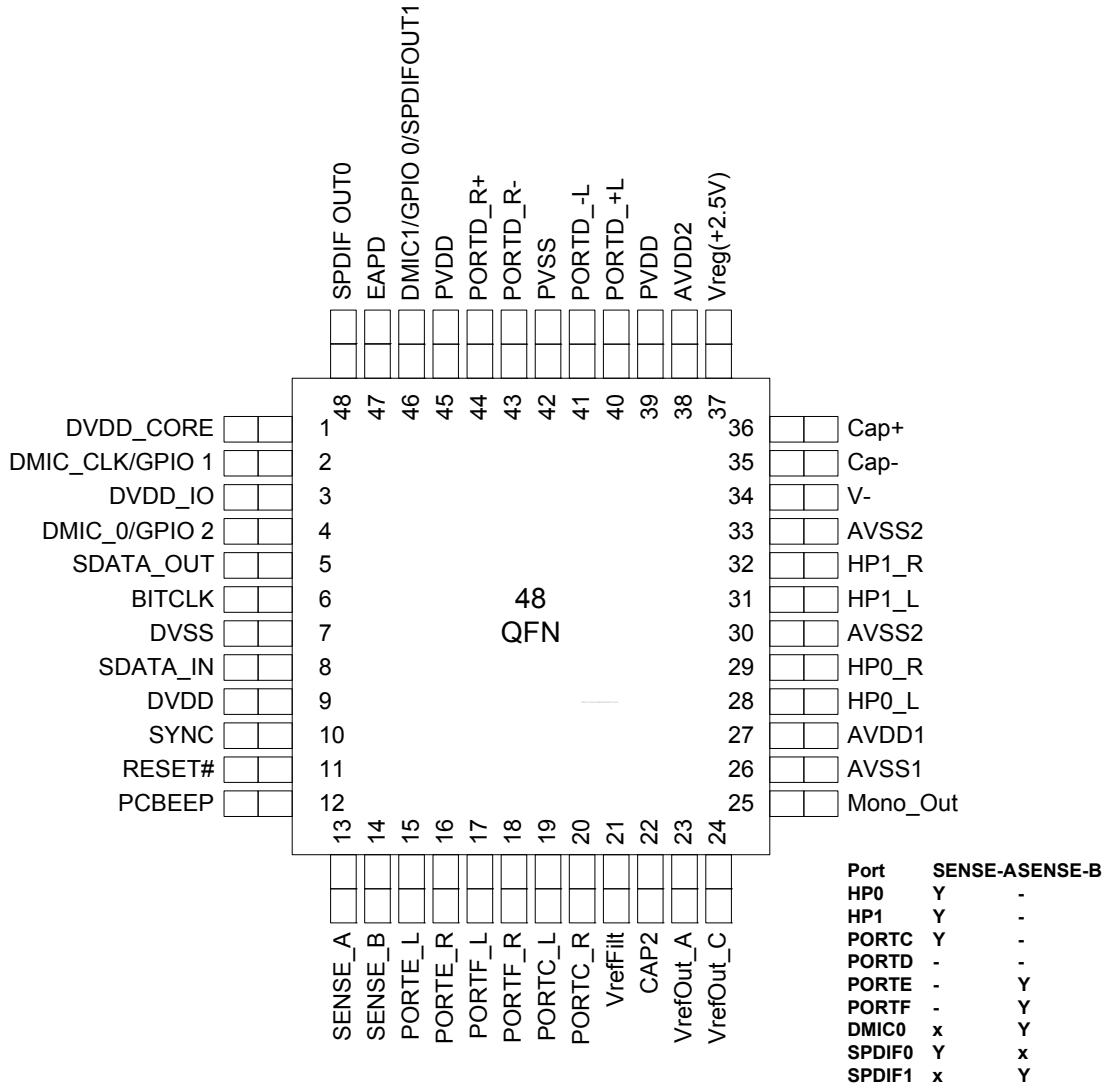 SPDIF OUT0
EAPD
DMIC1/GPIO 0/SPDIFOUT1
PVDD
PORTD_R+
PORTD_R-
PVSS
PORTD_-L
PORTD_+L
PVDD
AVDD2
Vreg(+2.5V)
48 47 46 45 44 43 42 41 40 39 38 37
DVDD_CORE 1
DMIC_CLK/GPIO 1 2
DVDD_IO 3
DMIC_0/GPIO 2 4
SDATA_OUT 5
BITCLK 6
DVSS 7
SDATA_IN 8
DVDD 9
SYNC 10
RESET# 11
PCBEEP 12
48
QFN
36 Cap+
35 Cap-
34 V-
33 AVSS2
32 HP1_R
31 HP1_L
30 AVSS2
29 HP0_R
28 HP0_L
27 AVDD1
26 AVSS1
25 Mono_Out
13 14 15 16 17 18 19 20 21 22 23 24
SENSE_A
SENSE_B
PORTE_L
PORTE_R
PORTF_L
PORTF_R
PORTC_L
PORTC_R
VrefFilt
CAP2
VrefOut_A
VrefOut_C
Port SENSE-ASENSE-B
HP0 Y -
HP1 Y -
PORTC Y -
PORTD - -
PORTE - Y
PORTF - Y
DMIC0 x Y
SPDIF0 Y x
SPDIF1 x Y